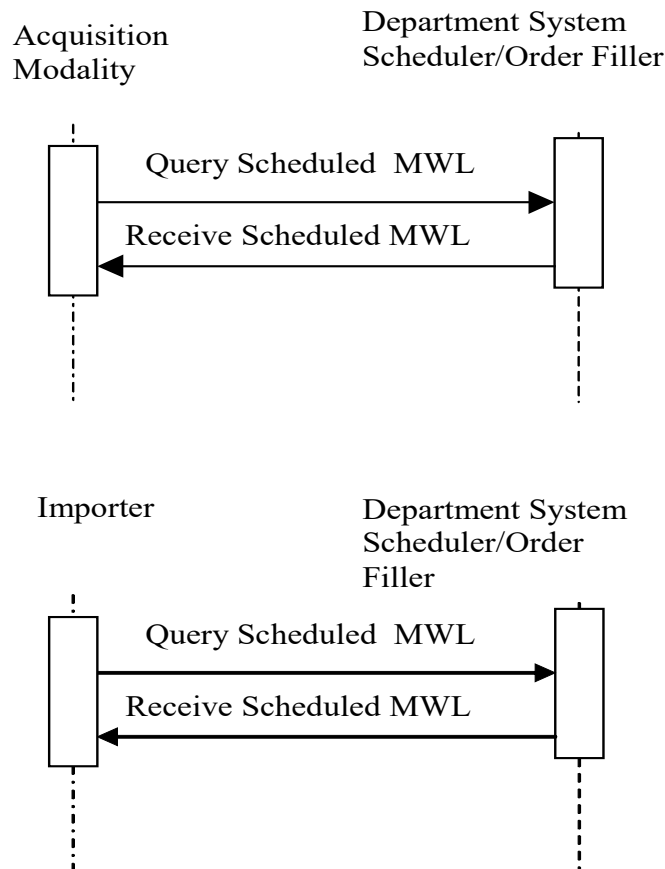 Acquisition
Modality
Department System
Scheduler/Order Filler
Query Scheduled  MWL
Receive Scheduled MWL
Importer
Department System
Scheduler/Order
Filler
Query Scheduled  MWL
Receive Scheduled MWL